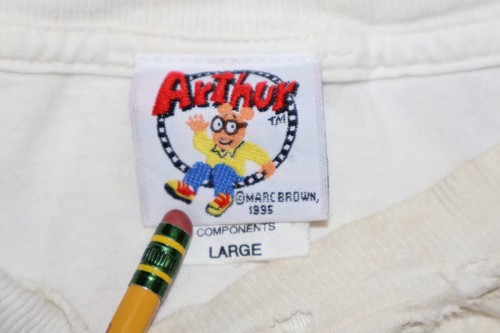 Arthur
TM
©MARC BROWN,
1995
COMPONENTS
LARGE